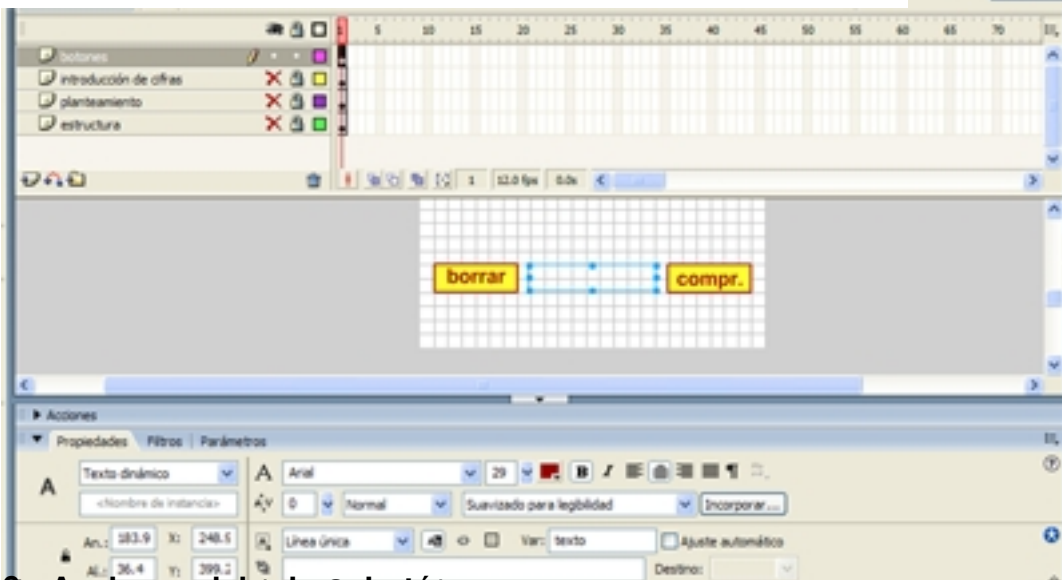 1 5 10 15 20 25 30 35 40 45 50 55 60 65 70
botones
introducción de cifras
planteamiento
estructura
1 12.0 fps 0.0s
borrar compr.
Acciones
Propiedades Filtros Parámetros
Texto dinámico A Arial 29 B I
A <Nombre de instancia> 0 Normal Suavizado para legibilidad Incorporar...
An.: 183.9 X: 248.5 Línea única Var: texto Ajuste automático
Al.: 36.4 Y: 399.2 Destino: